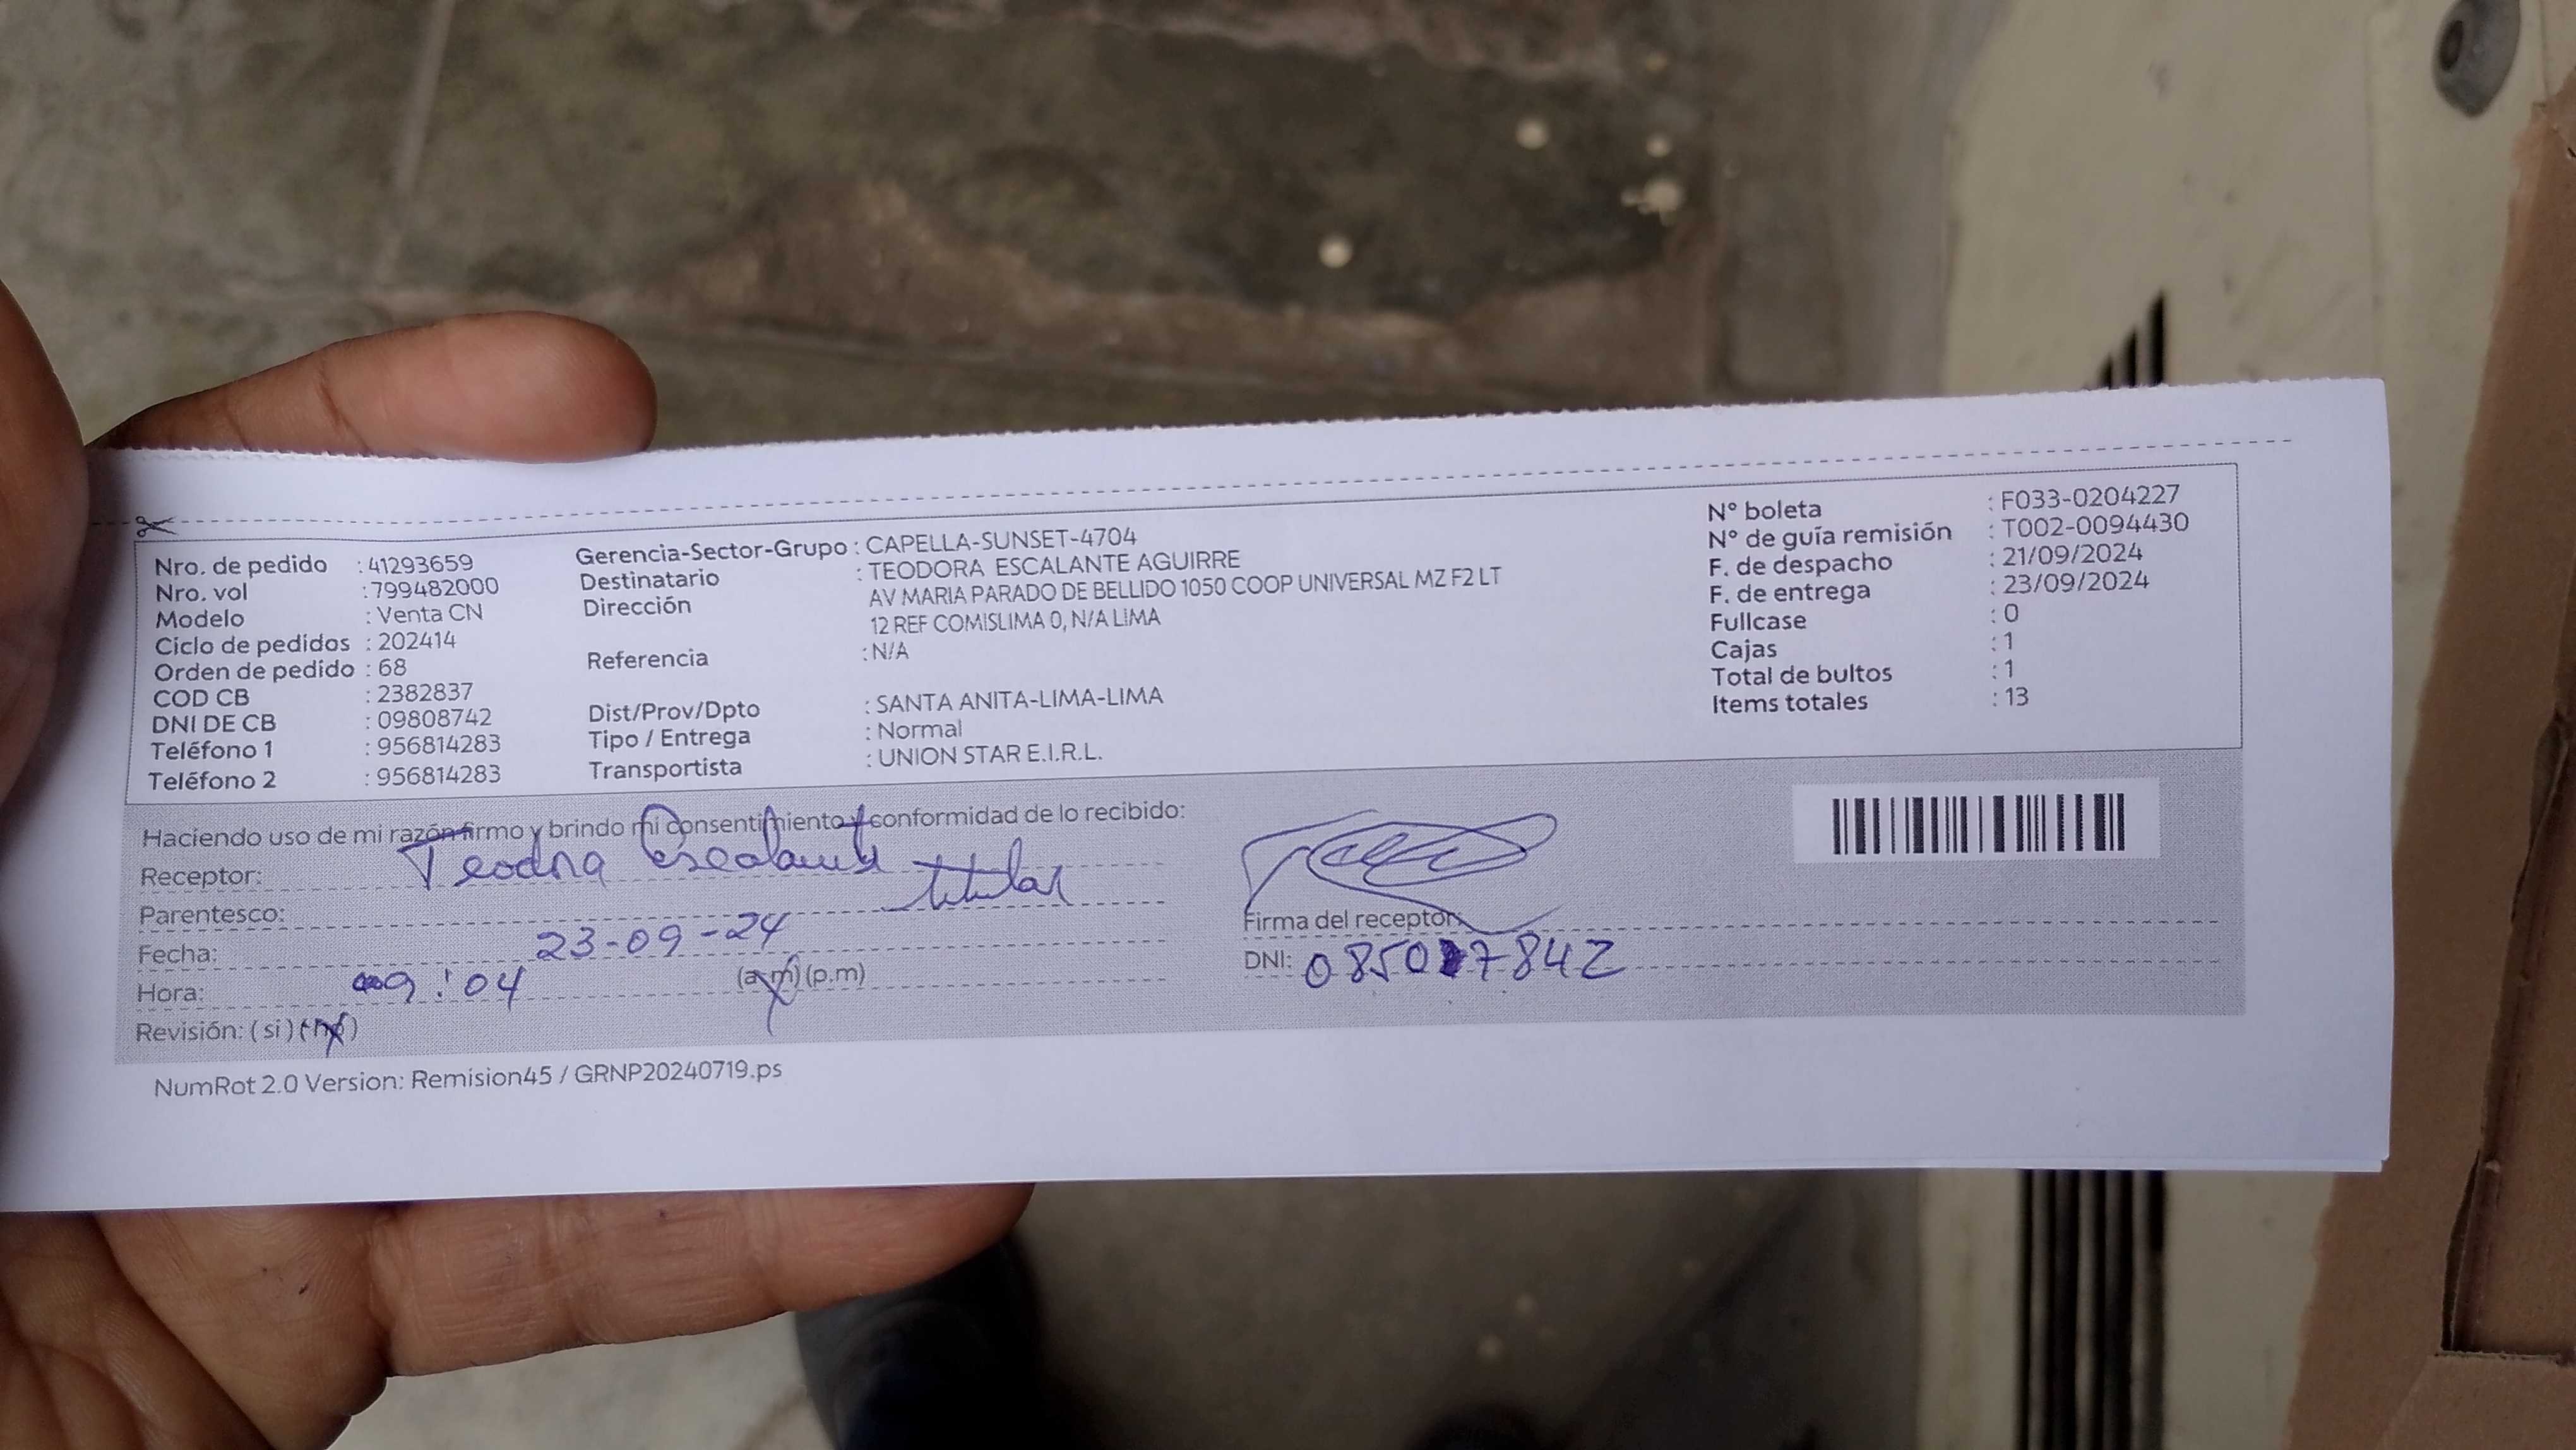 Nro. de pedido : 41293659
Nro. vol : 799482000
Modelo : Venta CN
Ciclo de pedidos : 202414
Orden de pedido : 68
COD CB : 2382837
DNI DE CB : 09808742
Teléfono 1 : 956814283
Teléfono 2 : 956814283
Gerencia-Sector-Grupo : CAPELLA-SUNSET-4704
Destinatario : TEODORA ESCALANTE AGUIRRE
Dirección AV MARIA PARADO DE BELLIDO 1050 COOP UNIVERSAL MZ F2 LT
12 REF COMISLIMA 0, N/A LIMA
Referencia : N/A
Dist/Prov/Dpto : SANTA ANITA-LIMA-LIMA
Tipo / Entrega : Normal
Transportista : UNION STAR E.I.R.L.
N° boleta : F033-0204227
N° de guía remisión : T002-0094430
F. de despacho : 21/09/2024
F. de entrega : 23/09/2024
Fullcase : 0
Cajas : 1
Total de bultos : 1
Items totales : 13
Haciendo uso de mi razón firmo y brindo mi consentimiento y conformidad de lo recibido:
Receptor: Teodora Escalante
Parentesco: titular
Fecha: 23-09-24
Hora: 9:04 (a.m) (p.m)
Revisión: (si) (no)
Firma del receptor:
DNI: 08507842
NumRot 2.0 Version: Remision45 / GRNP20240719.ps